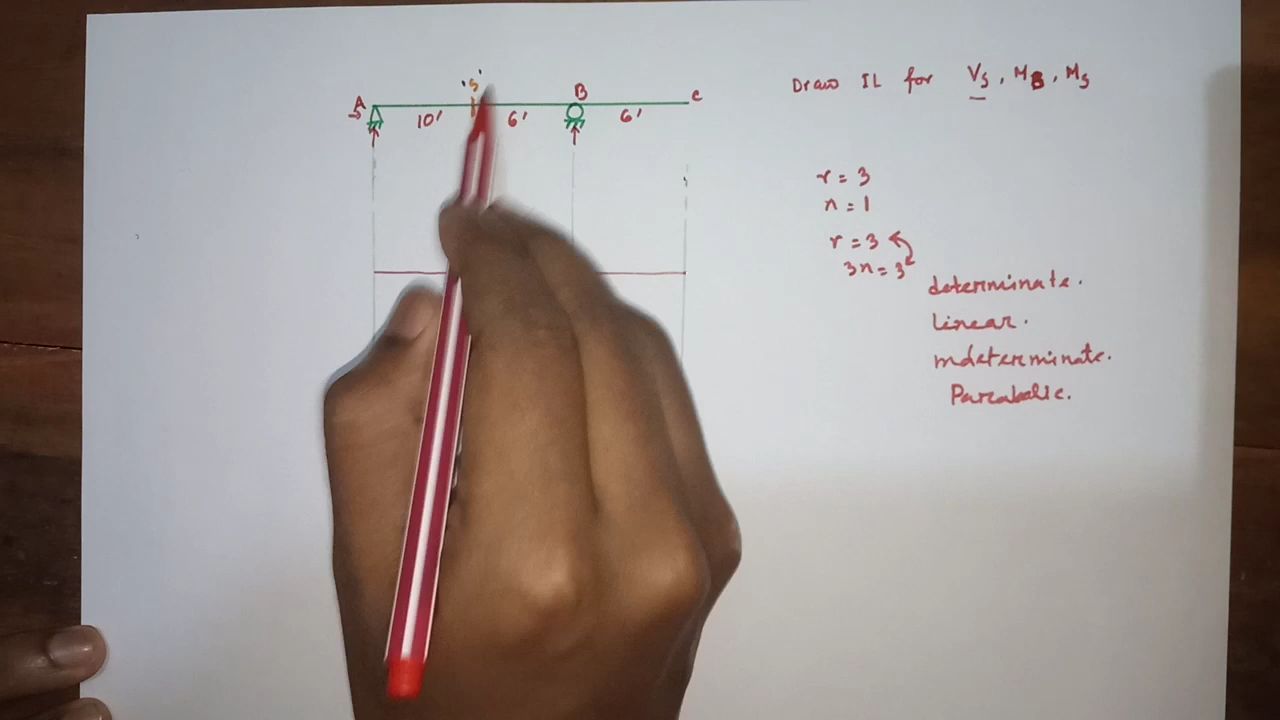 Draw IL for Vs, MB, Ms
'S'
A B C
10' 6' 6'
r = 3
n = 1
r = 3
3n = 3
determinate.
linear.
indeterminate.
Parabolic.